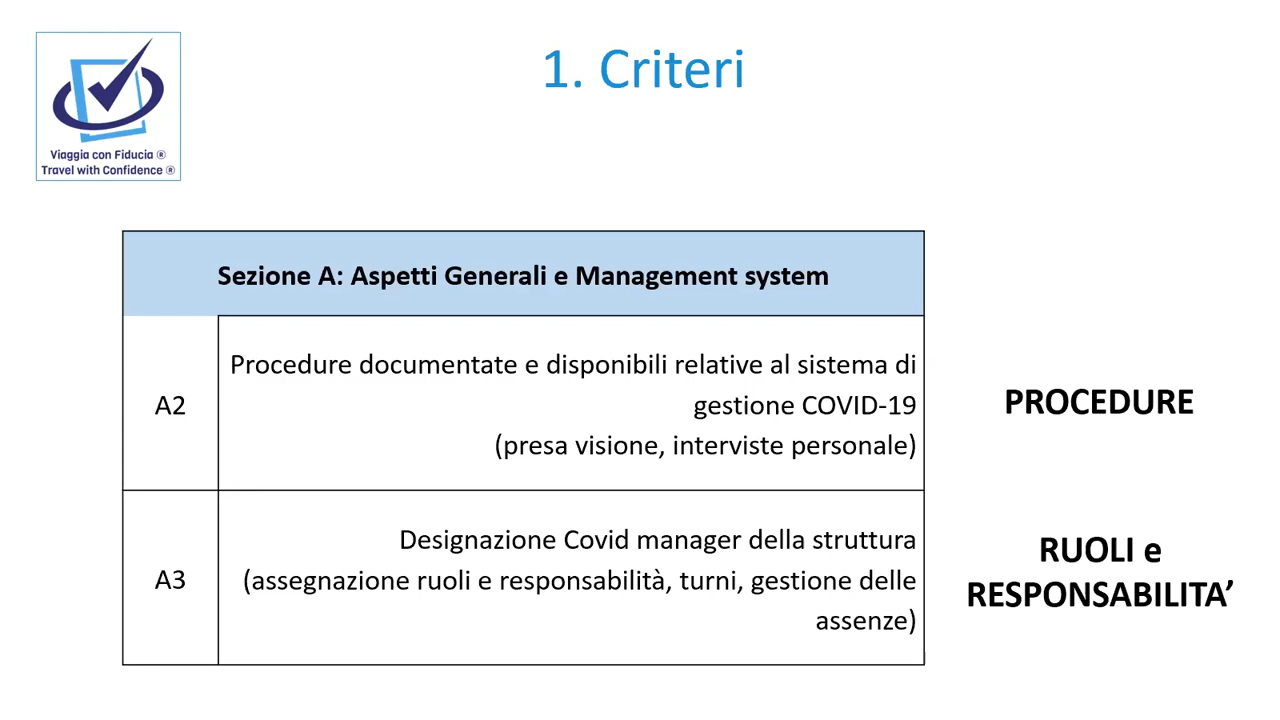 1. Criteri
Viaggia con Fiducia ®
Travel with Confidence ®
Sezione A: Aspetti Generali e Management system
A2
Procedure documentate e disponibili relative al sistema di
gestione COVID-19
(presa visione, interviste personale)
PROCEDURE
A3
Designazione Covid manager della struttura
(assegnazione ruoli e responsabilità, turni, gestione delle
assenze)
RUOLI e
RESPONSABILITA’